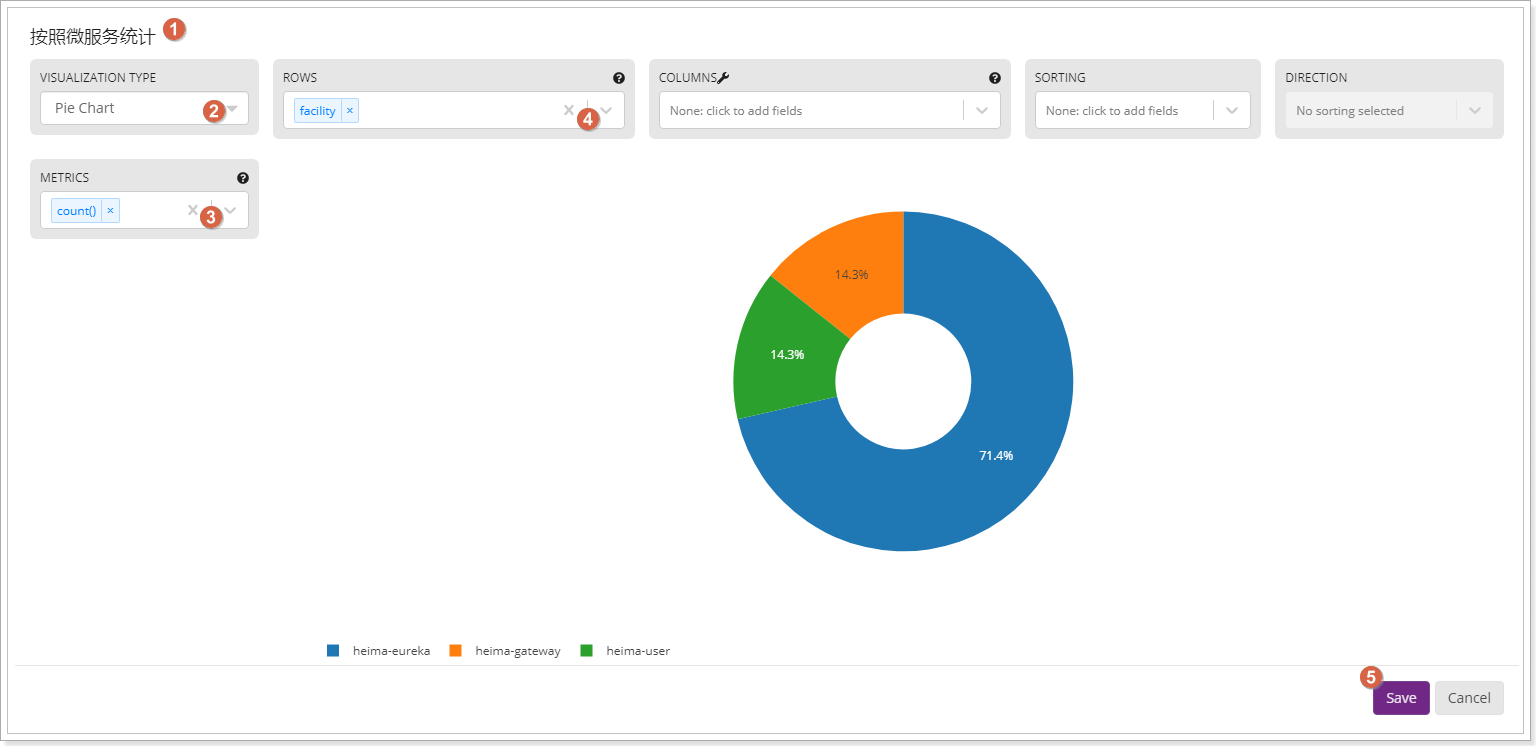 按照微服务统计 1
VISUALIZATION TYPE
Pie Chart 2
ROWS ?
facility × × 4
COLUMNS ?
None: click to add fields
SORTING
None: click to add fields
DIRECTION
No sorting selected
METRICS ?
count() × × 3
14.3%
14.3%
71.4%
heima-eureka heima-gateway heima-user
5
Save Cancel